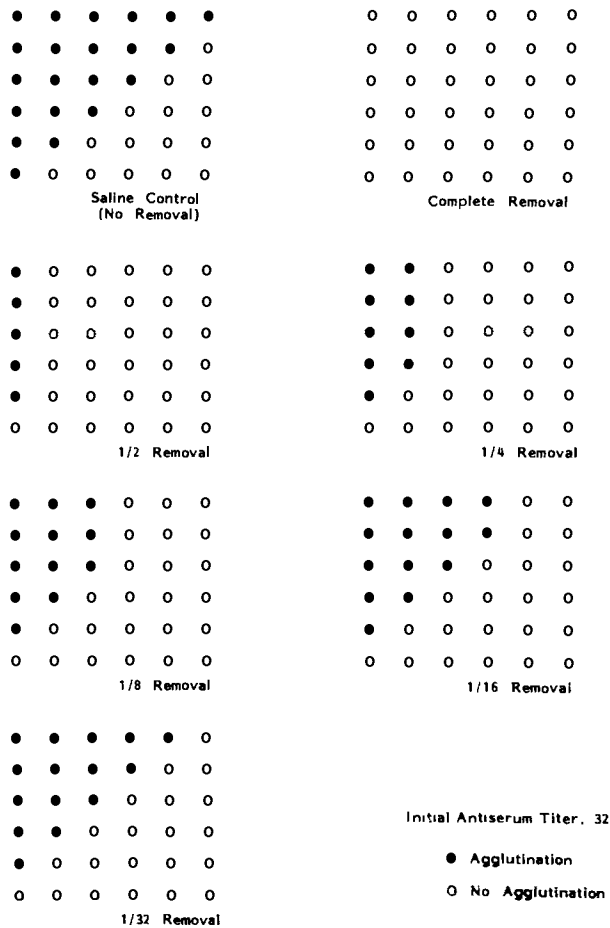 Saline Control
(No Removal)
Complete Removal
1/2 Removal
1/4 Removal
1/8 Removal
1/16 Removal
1/32 Removal
Initial Antiserum Titer, 32
Agglutination
No Agglutination